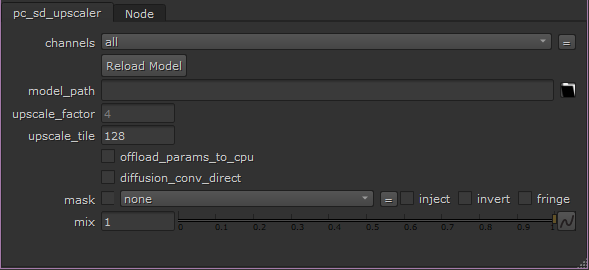 pc_sd_upscaler Node
channels all =
Reload Model
model_path
upscale_factor 4
upscale_tile 128
offload_params_to_cpu
diffusion_conv_direct
mask none = inject invert fringe
mix 1 0 0.1 0.2 0.3 0.4 0.5 0.6 0.7 0.8 0.9 1